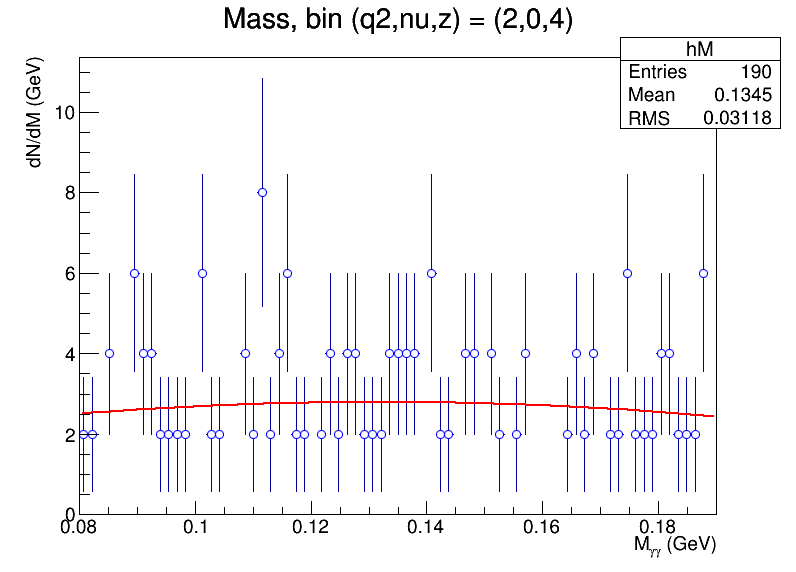 Mass, bin (q2,nu,z) = (2,0,4)
hM
Entries 190
Mean 0.1345
RMS 0.03118
dN/dM (GeV)
10
8
6
4
2
0
0.08 0.1 0.12 0.14 0.16 0.18
Mγγ (GeV)